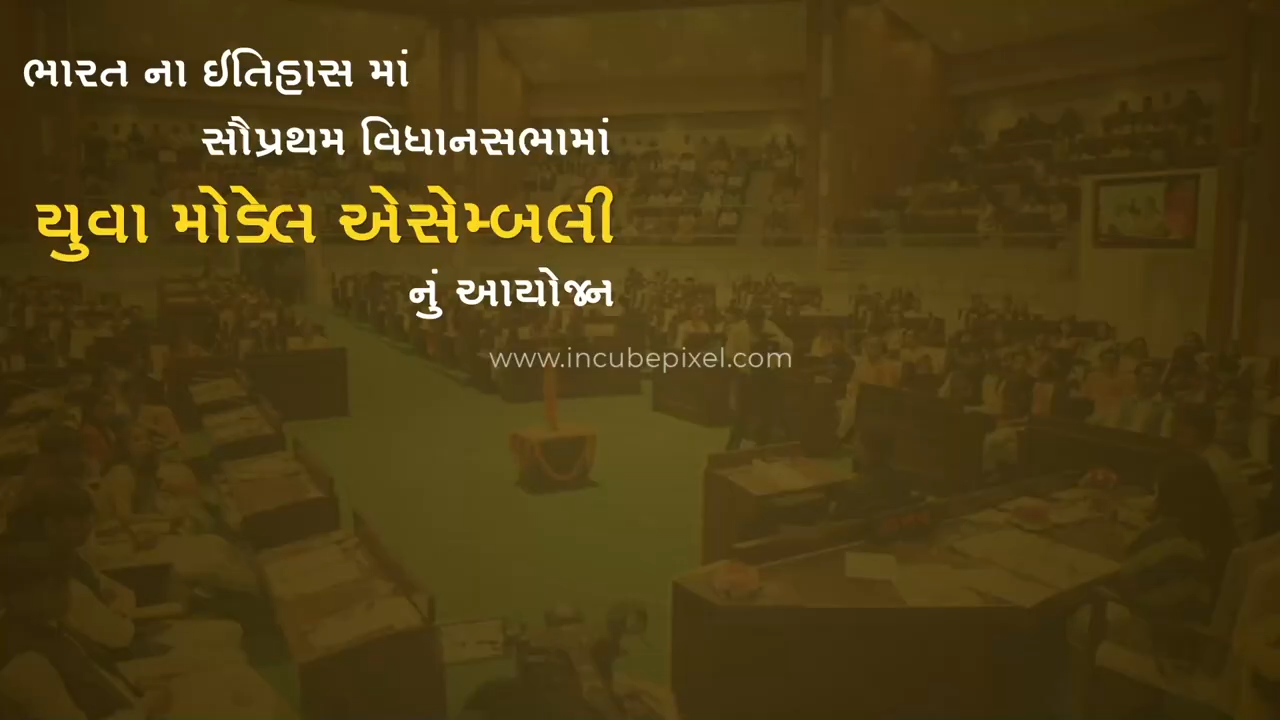 ભારત ના ઈતિહાસ માં
સૌપ્રથમ વિધાનસભામાં
યુવા મોડેલ એસેમ્બલી
નું આયોજન
www.incubepixel.com